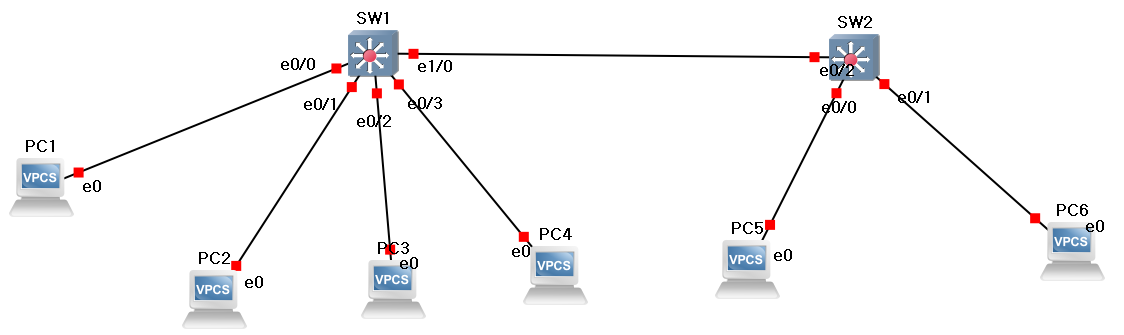 SW1
SW2
e0/0
e1/0
e0/2
e0/1
e0/3
e0/0
e0/1
e0/2
PC1
VPCS
e0
PC2
VPCS
e0
PC3
VPCS
e0
PC4
VPCS
e0
PC5
VPCS
e0
PC6
VPCS
e0